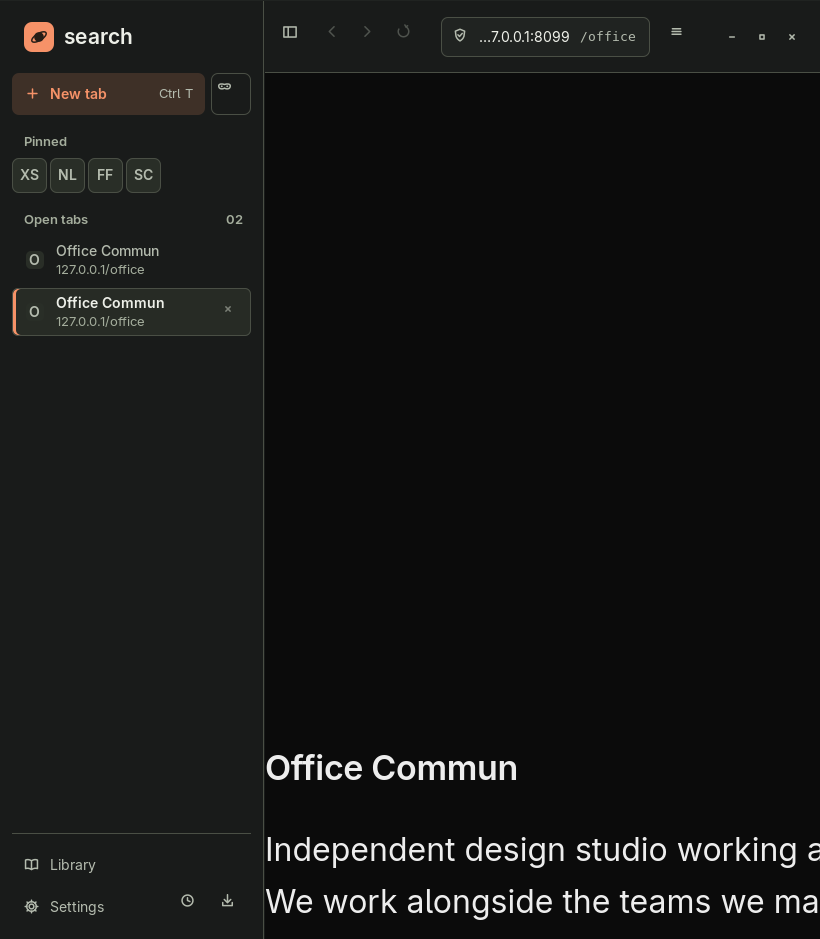 search
New tab Ctrl T
Pinned
XS NL FF SC
Open tabs 02
O Office Commun
127.0.0.1/office
O Office Commun
127.0.0.1/office
Library
Settings
...7.0.0.1:8099 /office
Office Commun
Independent design studio working a
We work alongside the teams we ma